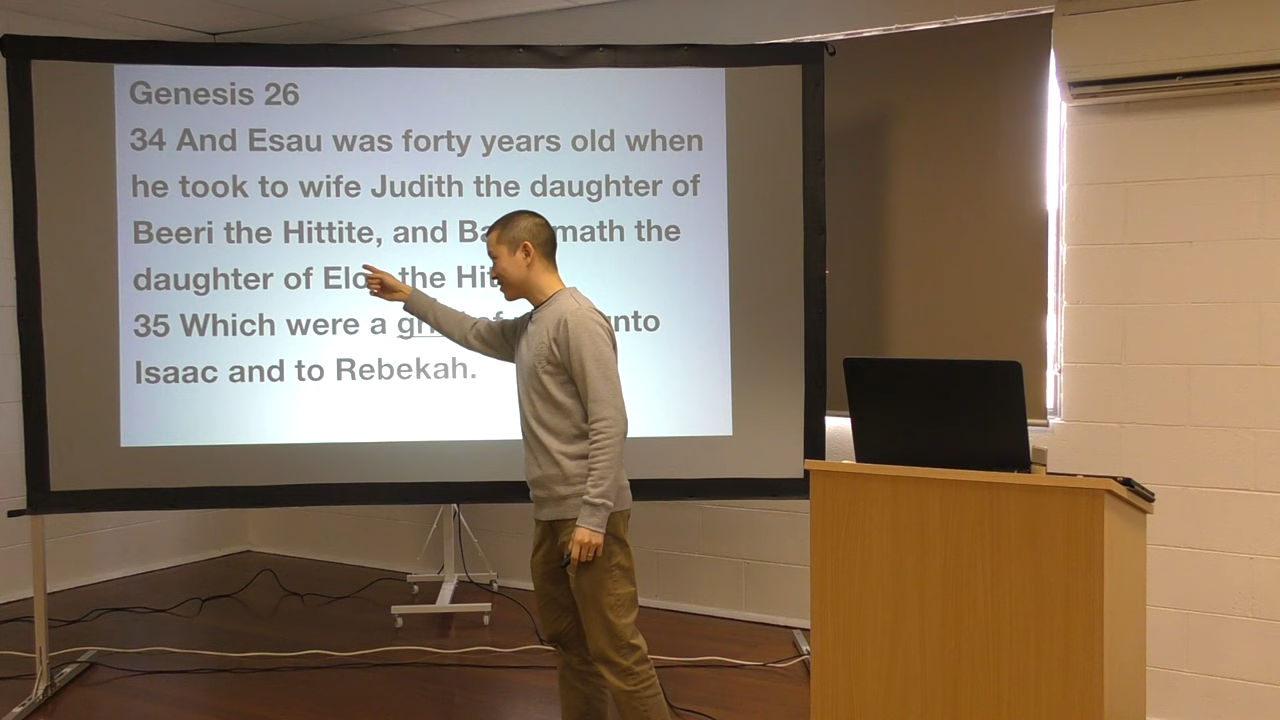 Genesis 26
34 And Esau was forty years old when
he took to wife Judith the daughter of
Beeri the Hittite, and the
daughter of the
35 Which were a
Isaac and to Rebekah.